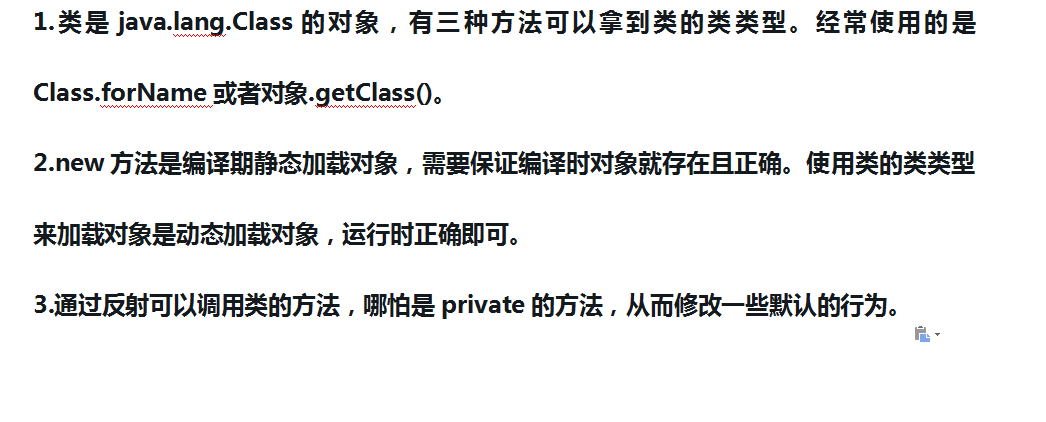 1.类是 java.lang.Class 的对象，有三种方法可以拿到类的类类型。经常使用的是
Class.forName 或者对象.getClass()。
2.new 方法是编译期静态加载对象，需要保证编译时对象就存在且正确。使用类的类类型
来加载对象是动态加载对象，运行时正确即可。
3.通过反射可以调用类的方法，哪怕是 private 的方法，从而修改一些默认的行为。